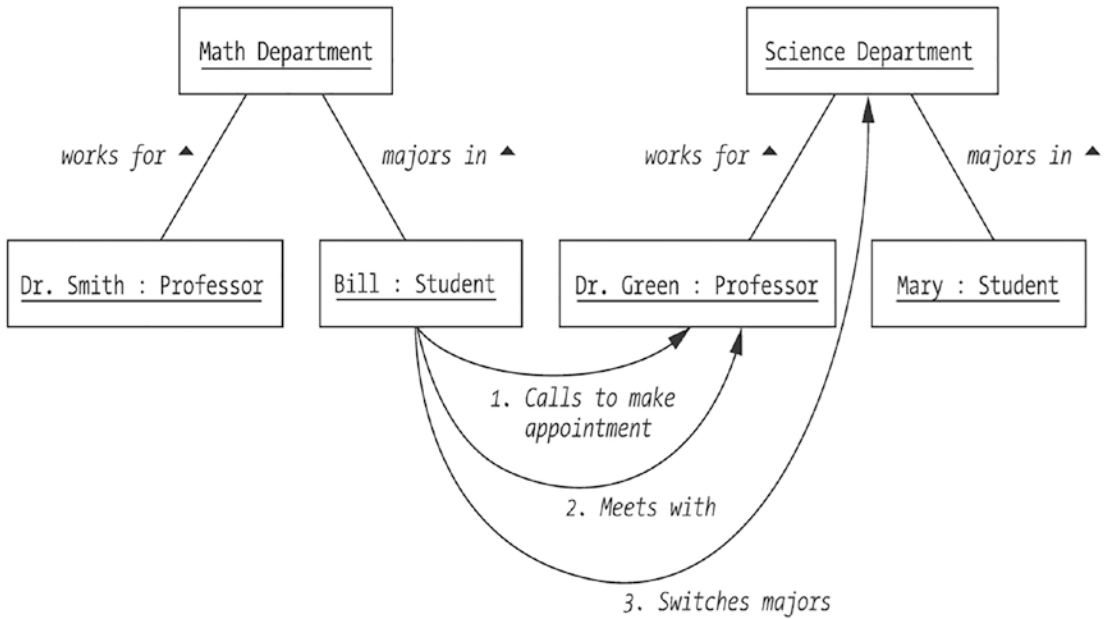 Math Department
Science Department
works for ▲
majors in ▲
works for ▲
majors in ▲
Dr. Smith : Professor
Bill : Student
Dr. Green : Professor
Mary : Student
1. Calls to make
appointment
2. Meets with
3. Switches majors